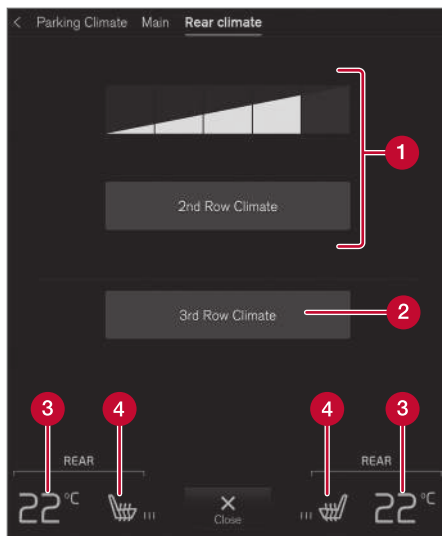 < Parking Climate Main Rear climate
1
2nd Row Climate
2
3rd Row Climate
3 4 4 3
REAR REAR
22°C 22°C
Close